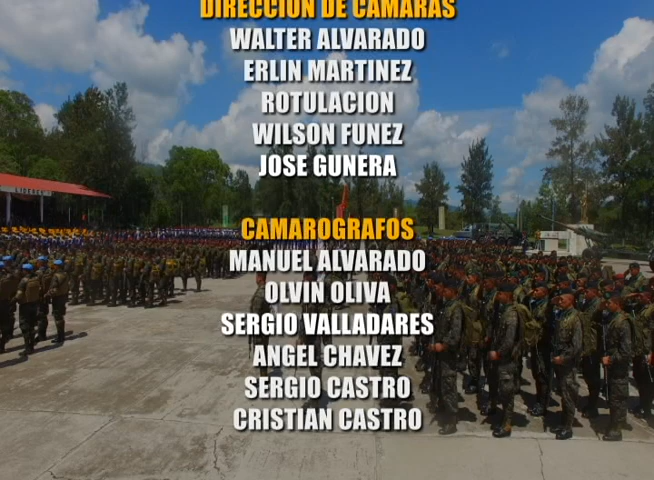 DIRECCION DE CAMARAS
WALTER ALVARADO
ERLIN MARTINEZ
ROTULACION
WILSON FUNEZ
JOSE GUNERA
CAMAROGRAFOS
MANUEL ALVARADO
OLVIN OLIVA
SERGIO VALLADARES
ANGEL CHAVEZ
SERGIO CASTRO
CRISTIAN CASTRO